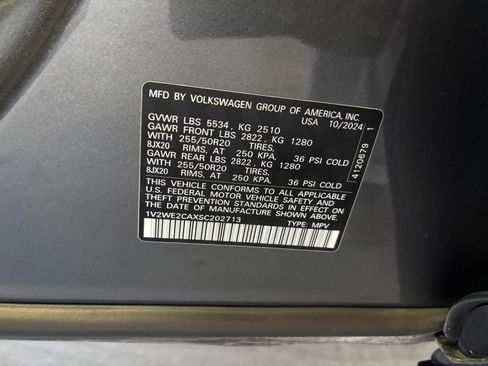 MFD BY VOLKSWAGEN GROUP OF AMERICA, INC.
USA 10/2024
GVWR LBS 5534 , KG 2510
GAWR FRONT LBS 2822 , KG 1280
WITH 255/50R20 TIRES,
8JX20 RIMS, AT 250 KPA. 36 PSI COLD
GAWR REAR LBS 2822 , KG 1280
WITH 255/50R20 TIRES,
8JX20 RIMS, AT 250 KPA. 36 PSI COLD
THIS VEHICLE CONFORMS TO ALL APPLICABLE
U.S. FEDERAL MOTOR VEHICLE SAFETY AND
THEFT PREVENTION STANDARDS IN EFFECT ON
DATE OF MANUFACTURE SHOWN ABOVE.
1V2WE2CAXSC202713 TYPE: MPV
4120679 1